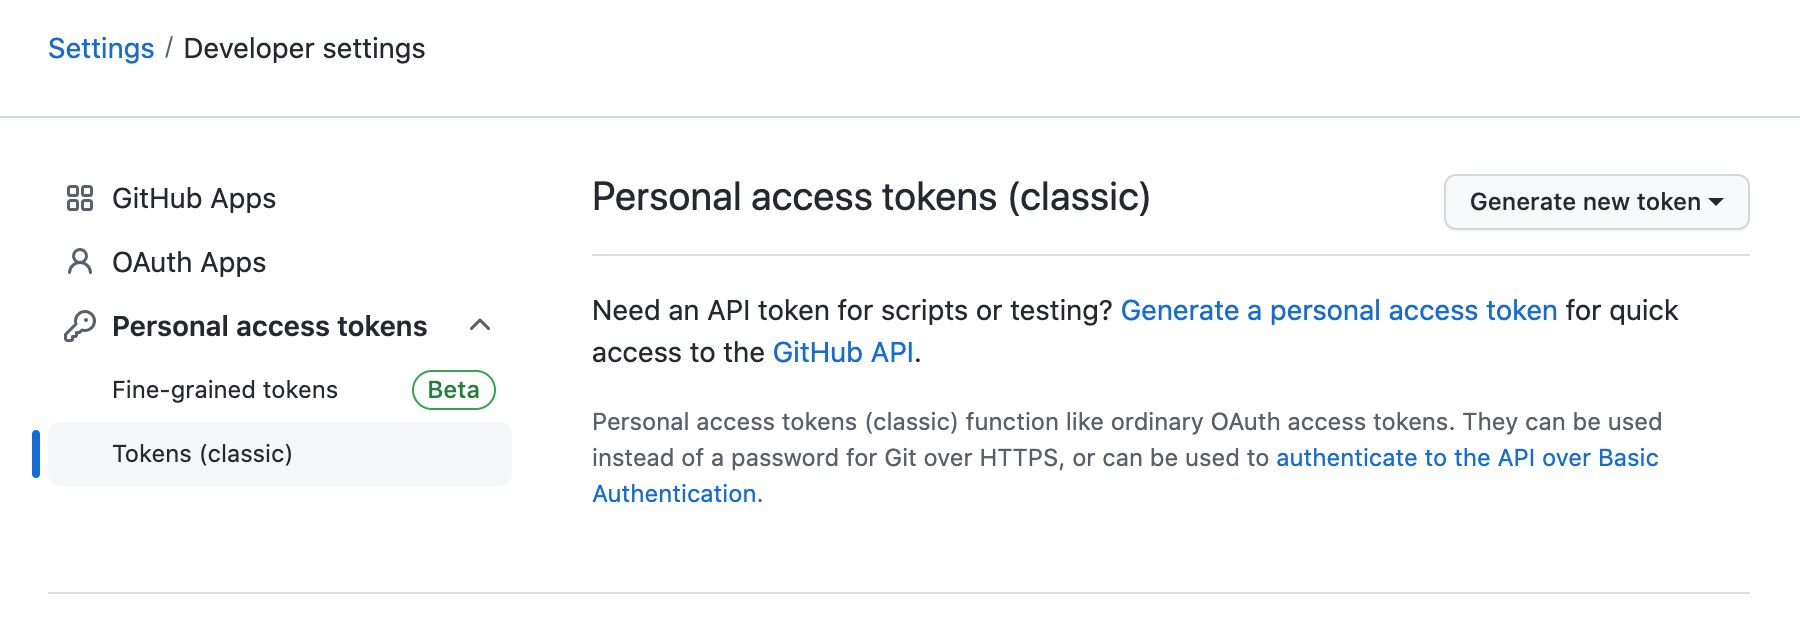 Settings / Developer settings
GitHub Apps
OAuth Apps
Personal access tokens
Fine-grained tokens Beta
Tokens (classic)
Personal access tokens (classic)
Generate new token
Need an API token for scripts or testing? Generate a personal access token for quick
access to the GitHub API.
Personal access tokens (classic) function like ordinary OAuth access tokens. They can be used
instead of a password for Git over HTTPS, or can be used to authenticate to the API over Basic
Authentication.